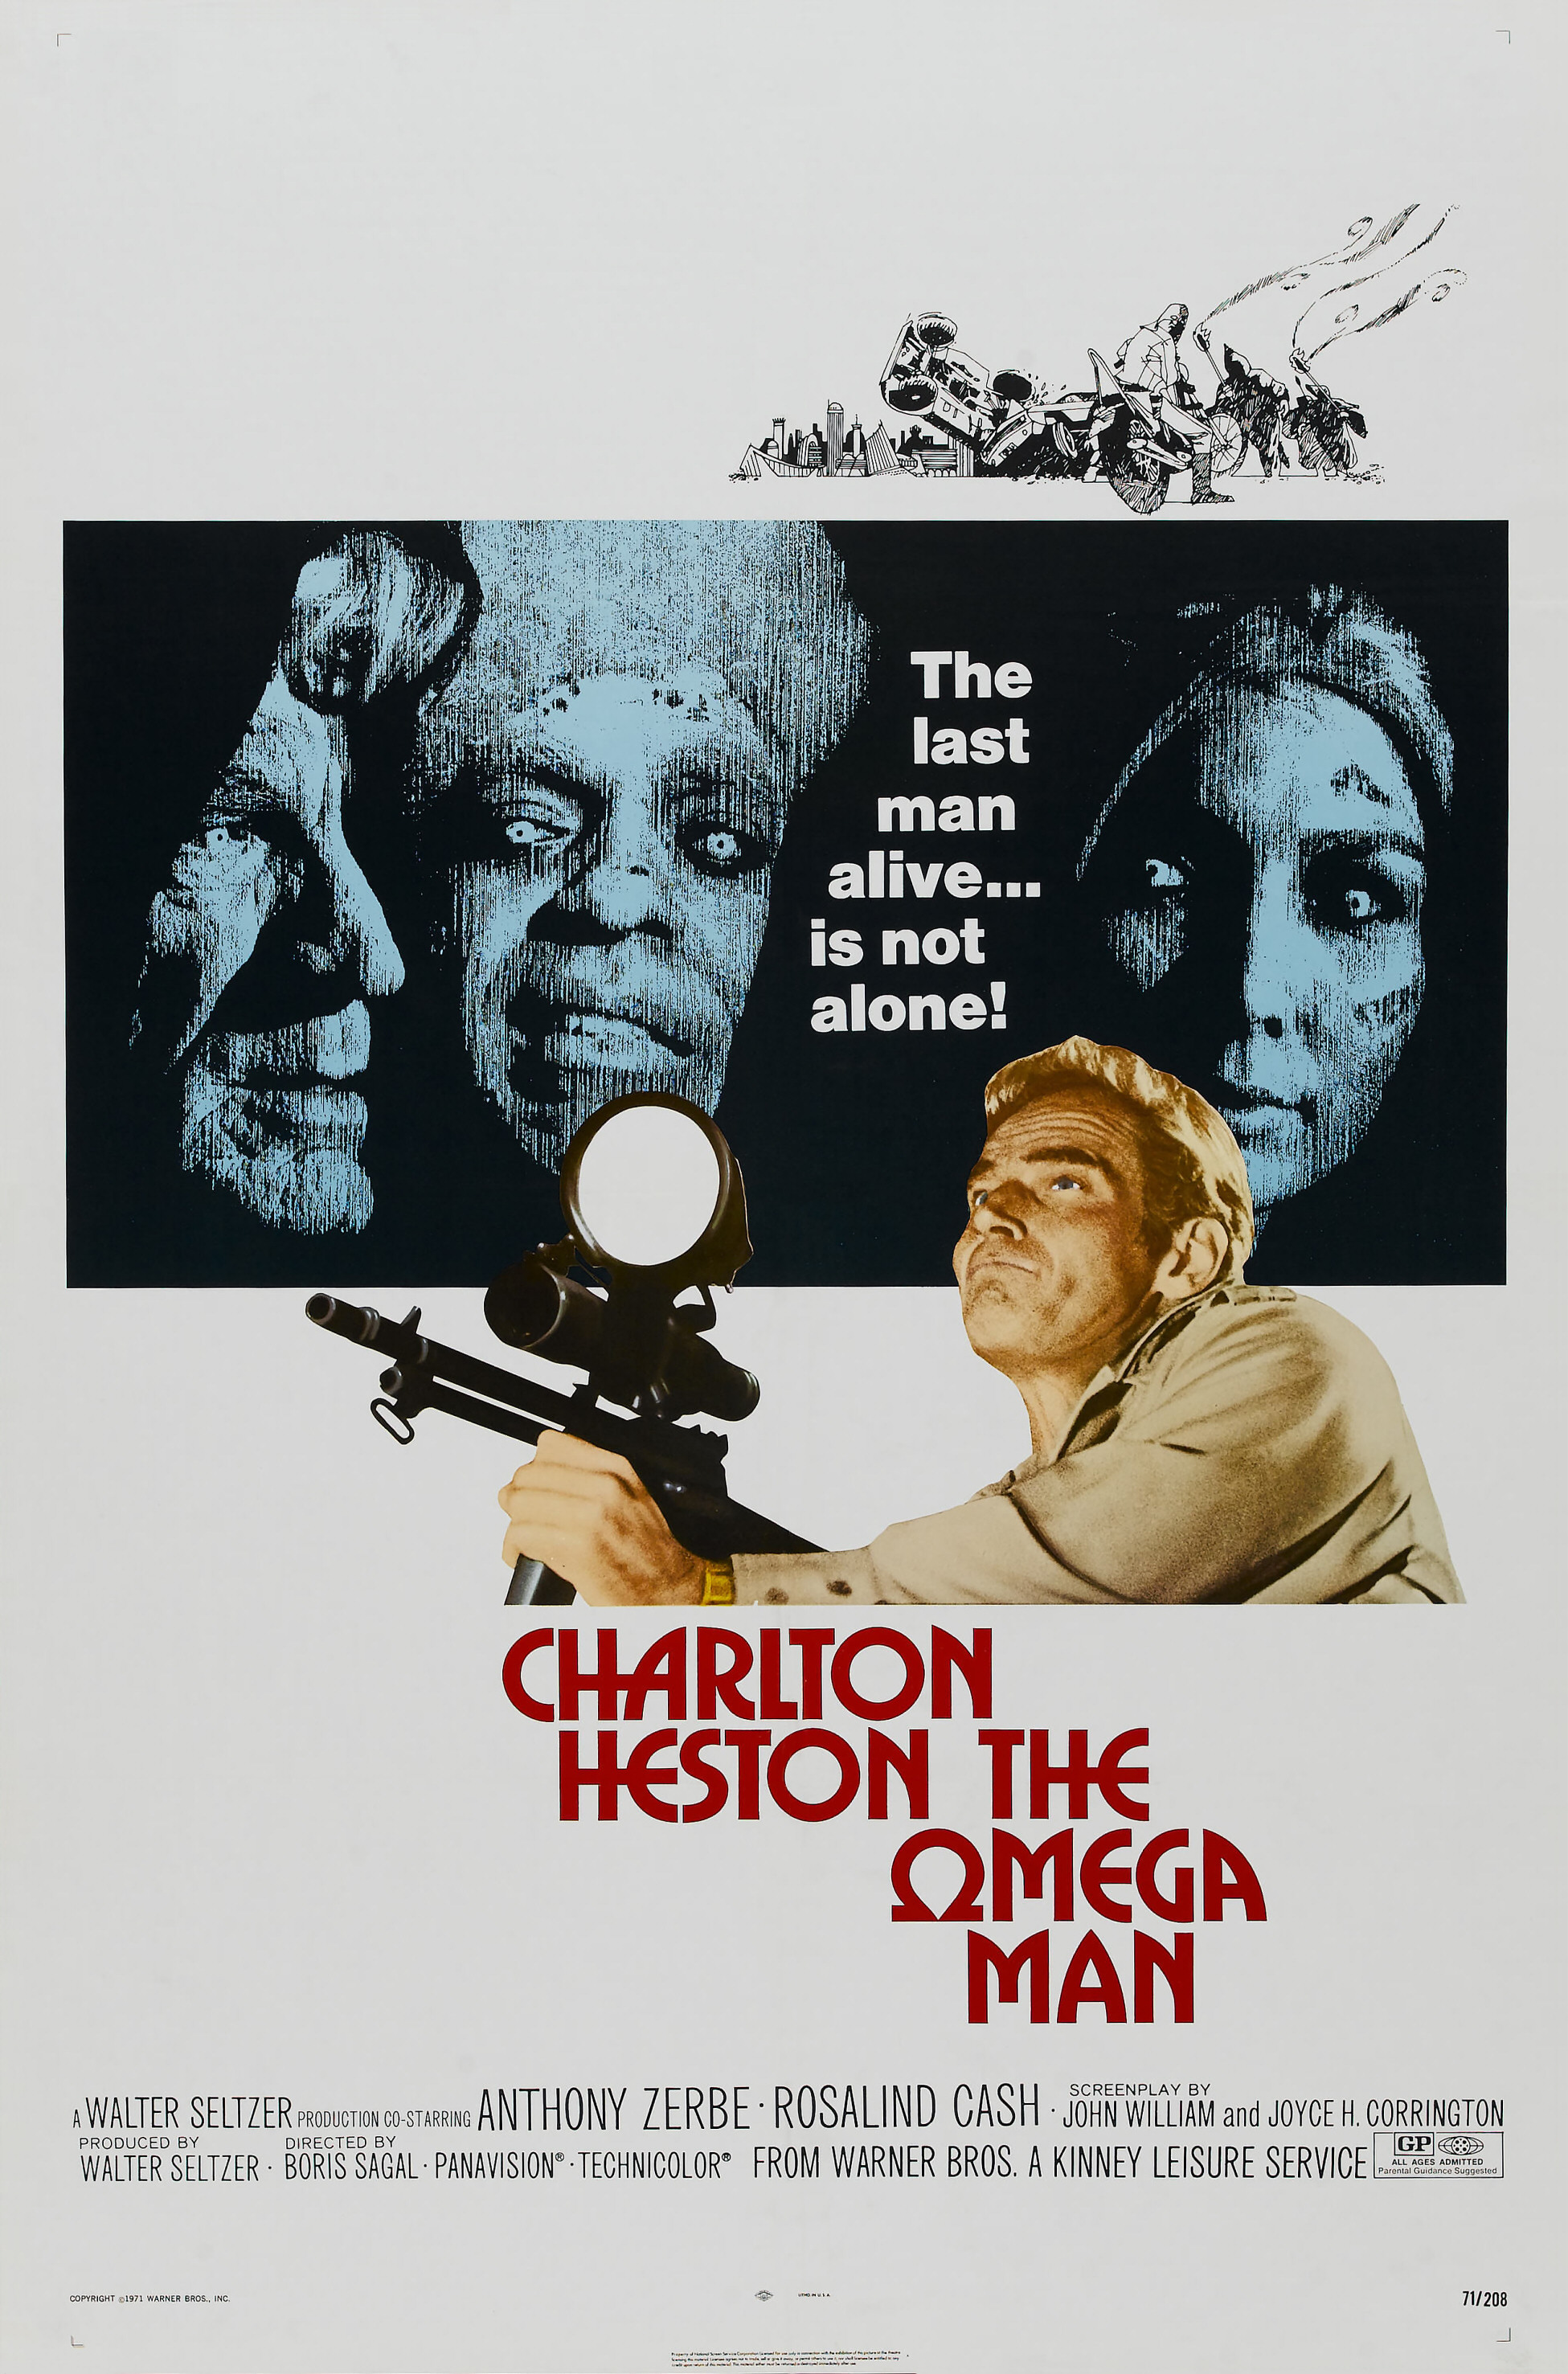 The
last
man
alive...
is not
alone!
CHARLTON
HESTON THE
ΩMEGA
MAN
A WALTER SELTZER PRODUCTION CO-STARRING ANTHONY ZERBE · ROSALIND CASH · SCREENPLAY BY JOHN WILLIAM and JOYCE H. CORRINGTON
PRODUCED BY WALTER SELTZER · DIRECTED BY BORIS SAGAL · PANAVISION® · TECHNICOLOR® FROM WARNER BROS. A KINNEY LEISURE SERVICE
GP
ALL AGES ADMITTED
Parental Guidance Suggested
COPYRIGHT ©1971 WARNER BROS., INC.
LITHO. IN U.S.A.
71/208